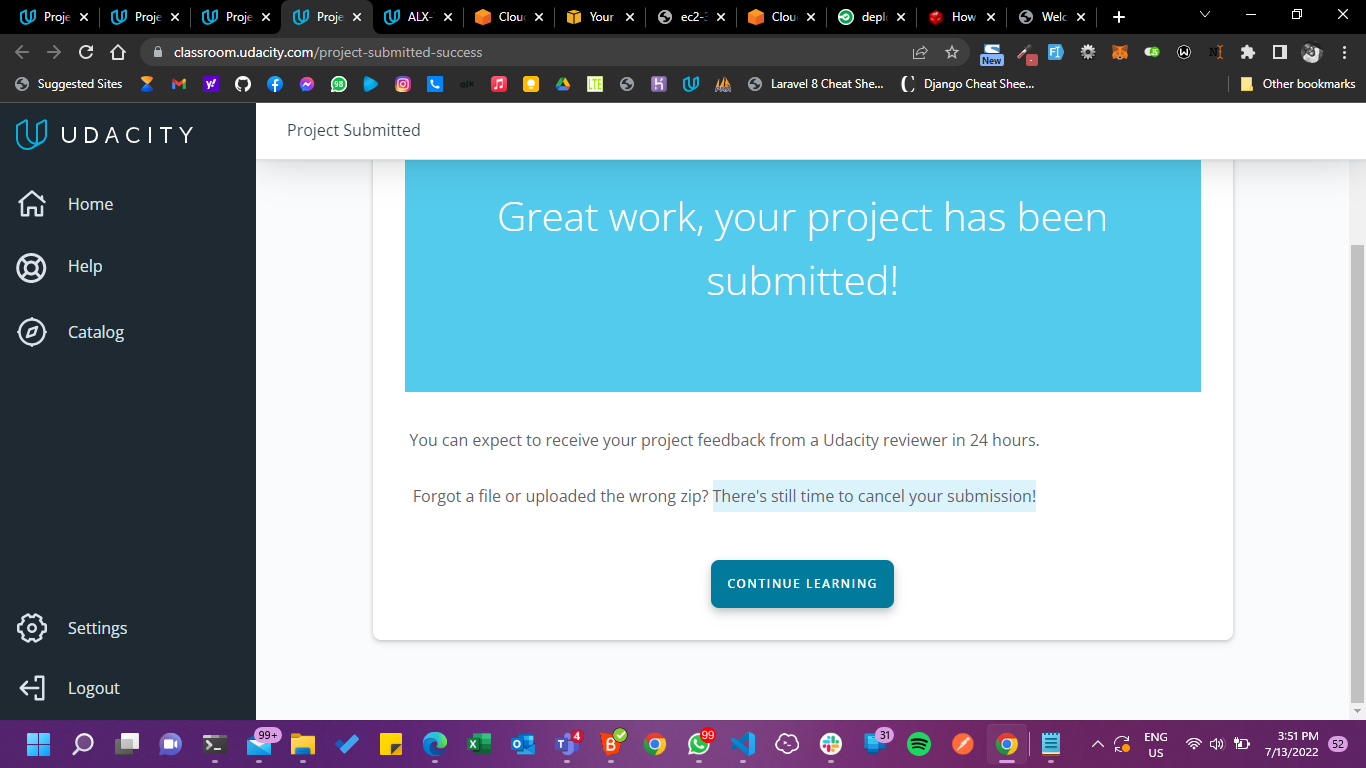 Proje
Proje
Proje
Proje
ALX-T
Clou
Your
ec2-3
Clou
deplo
How
Welc
classroom.udacity.com/project-submitted-success
New
Suggested Sites
98
LTE
Laravel 8 Cheat She...
Django Cheat Shee...
Other bookmarks
UDACITY
Project Submitted
Home
Help
Catalog
Settings
Logout
Great work, your project has been
submitted!
You can expect to receive your project feedback from a Udacity reviewer in 24 hours.
Forgot a file or uploaded the wrong zip? There's still time to cancel your submission!
CONTINUE LEARNING
99+
4
99
31
ENG
US
3:51 PM
7/13/2022
52